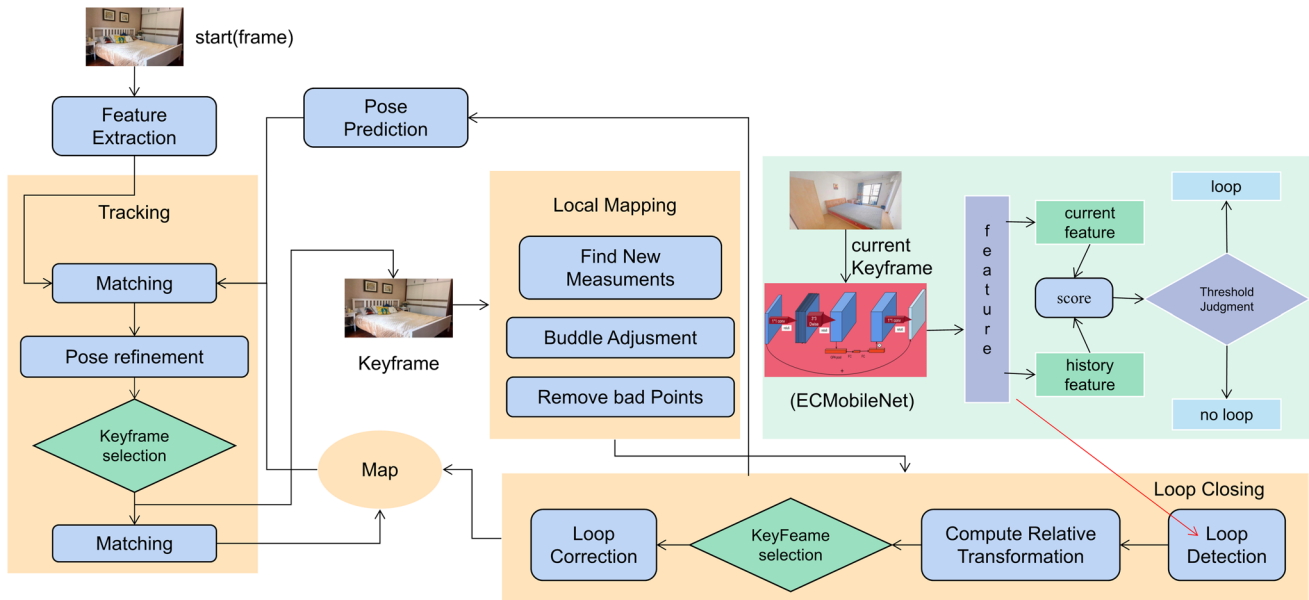 start(frame)
Feature
Extraction
Pose
Prediction
Tracking
Matching
Pose refinement
Keyframe
selection
Matching
Keyframe
Map
Local Mapping
Find New
Measuments
Buddle Adjusment
Remove bad Points
current
Keyframe
(ECMobileNet)
feature
current
feature
score
history
feature
loop
Threshold
Judgment
no loop
Loop Closing
Loop
Correction
KeyFeame
selection
Compute Relative
Transformation
Loop
Detection